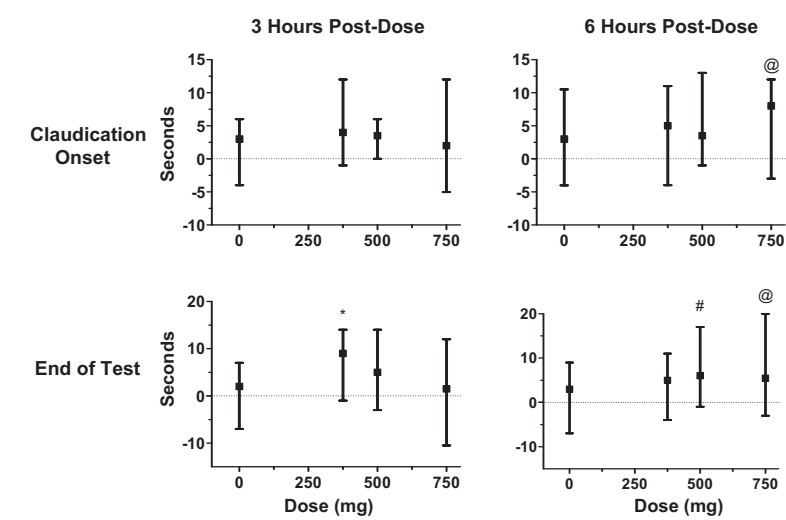 3 Hours Post-Dose
6 Hours Post-Dose
Claudication
Onset
Seconds
15
10
5
0
-5
-10
0 250 500 750
15
10
5
0
-5
-10
0 250 500 750
@
End of Test
Seconds
20
10
0
-10
*
0 250 500 750
Dose (mg)
20
10
0
-10
#
@
0 250 500 750
Dose (mg)